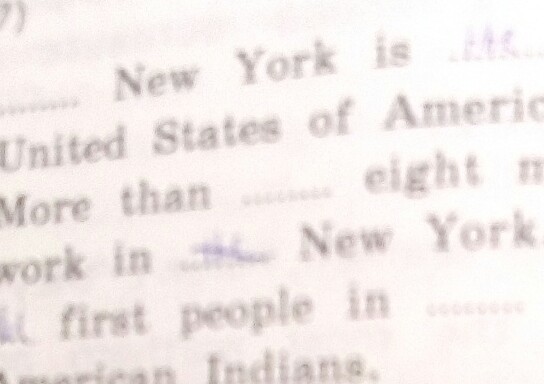 7)
........ New York is ........
United States of Americ
More than ........ eight m
work in ........ New York.
first people in ........
American Indians.